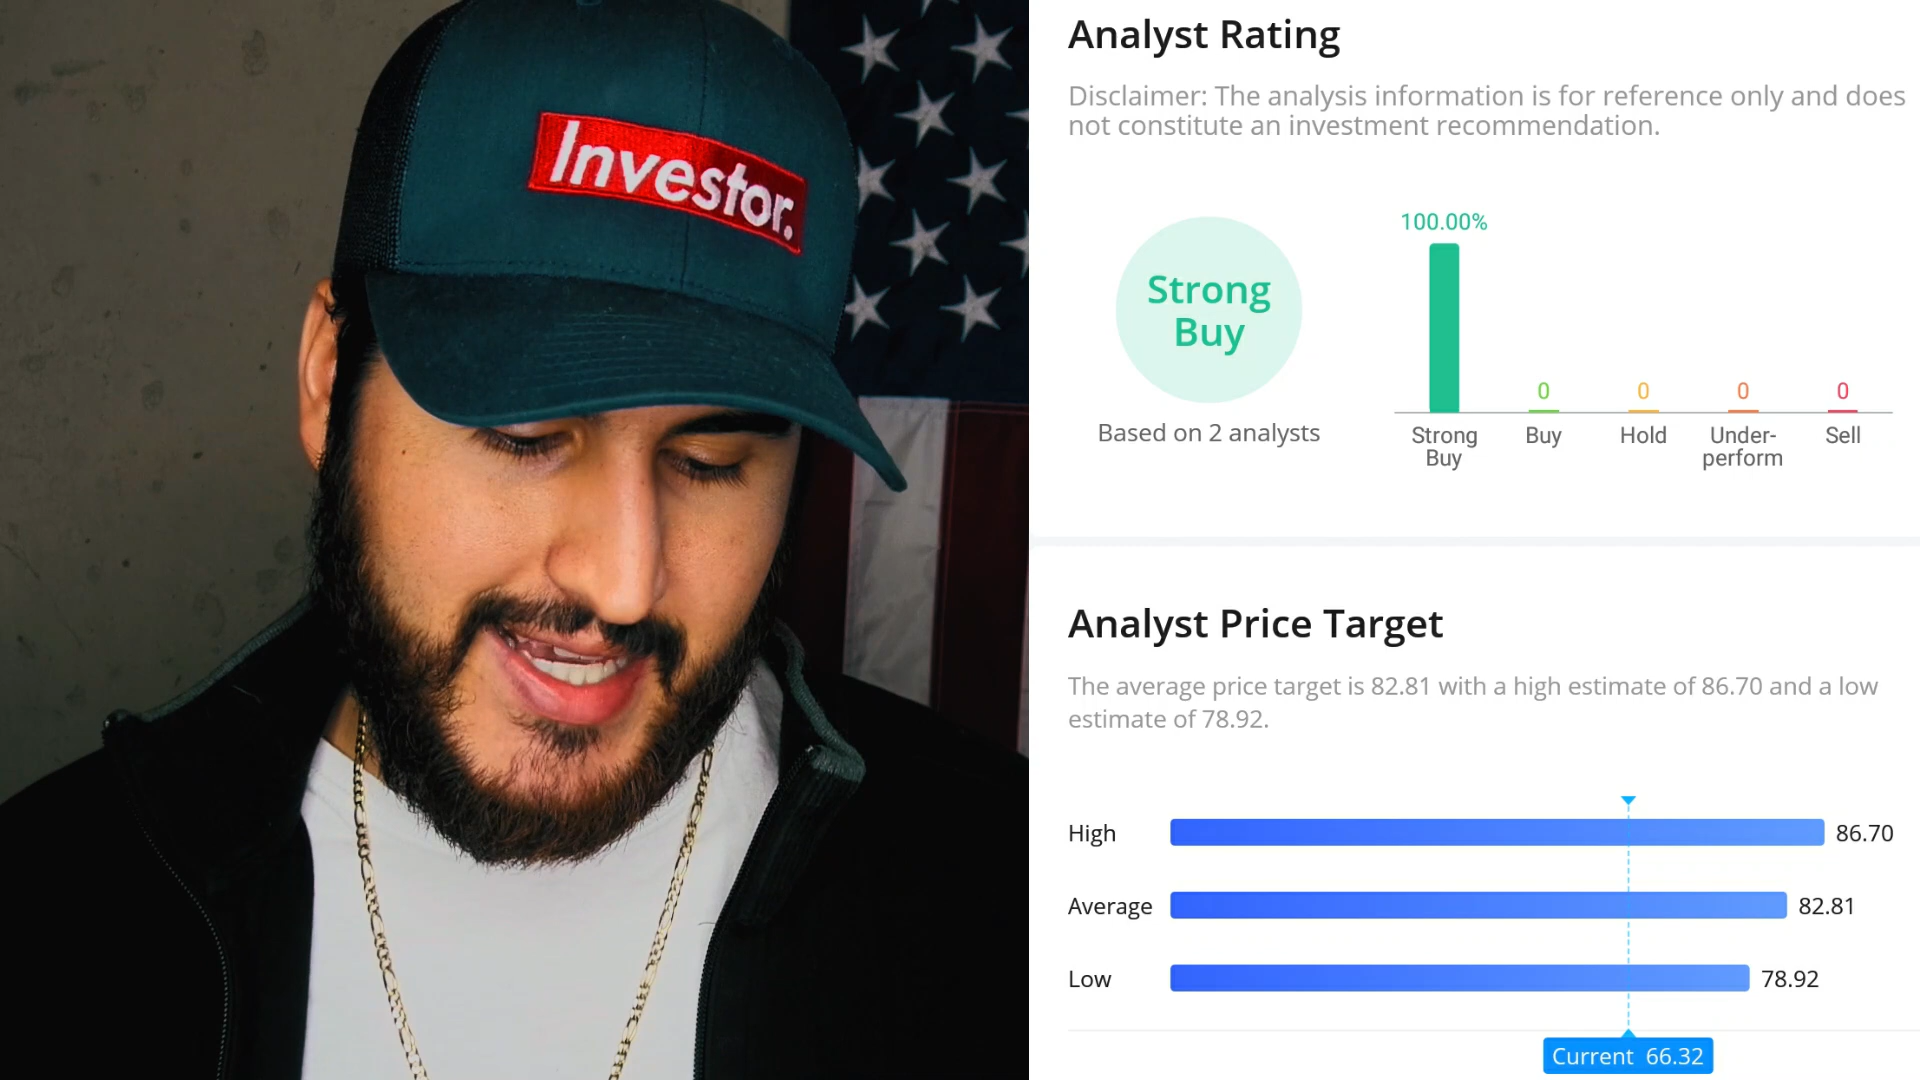 Investor.
Analyst Rating
Disclaimer: The analysis information is for reference only and does
not constitute an investment recommendation.
Strong
Buy
Based on 2 analysts
100.00%
0
0
0
0
Strong
Buy
Buy
Hold
Under-
perform
Sell
Analyst Price Target
The average price target is 82.81 with a high estimate of 86.70 and a low
estimate of 78.92.
High 86.70
Average 82.81
Low 78.92
Current 66.32